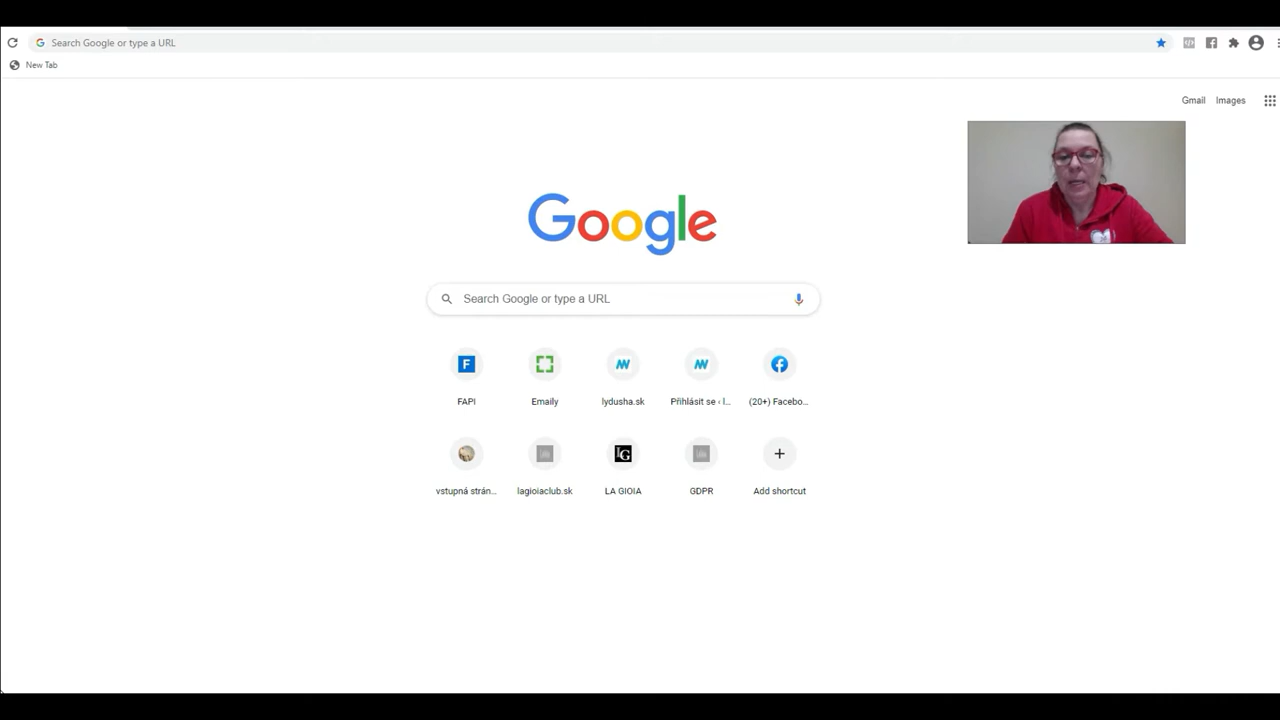 Search Google or type a URL
New Tab
Gmail Images
Google
Search Google or type a URL
FAPI Emaily lydusha.sk Přihlásit se ‹ l... (20+) Facebo...
vstupná strán... lagioiaclub.sk LA GIOIA GDPR Add shortcut